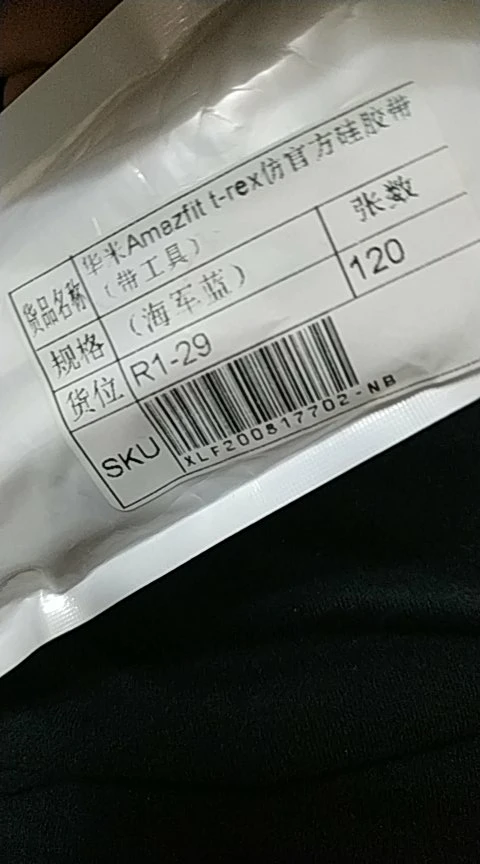 货品名称 华米Amazfit t-rex仿官方硅胶带
（带工具）
规格 （海军蓝） 张数
货位 R1-29 120
SKU
XLF200817702-NB